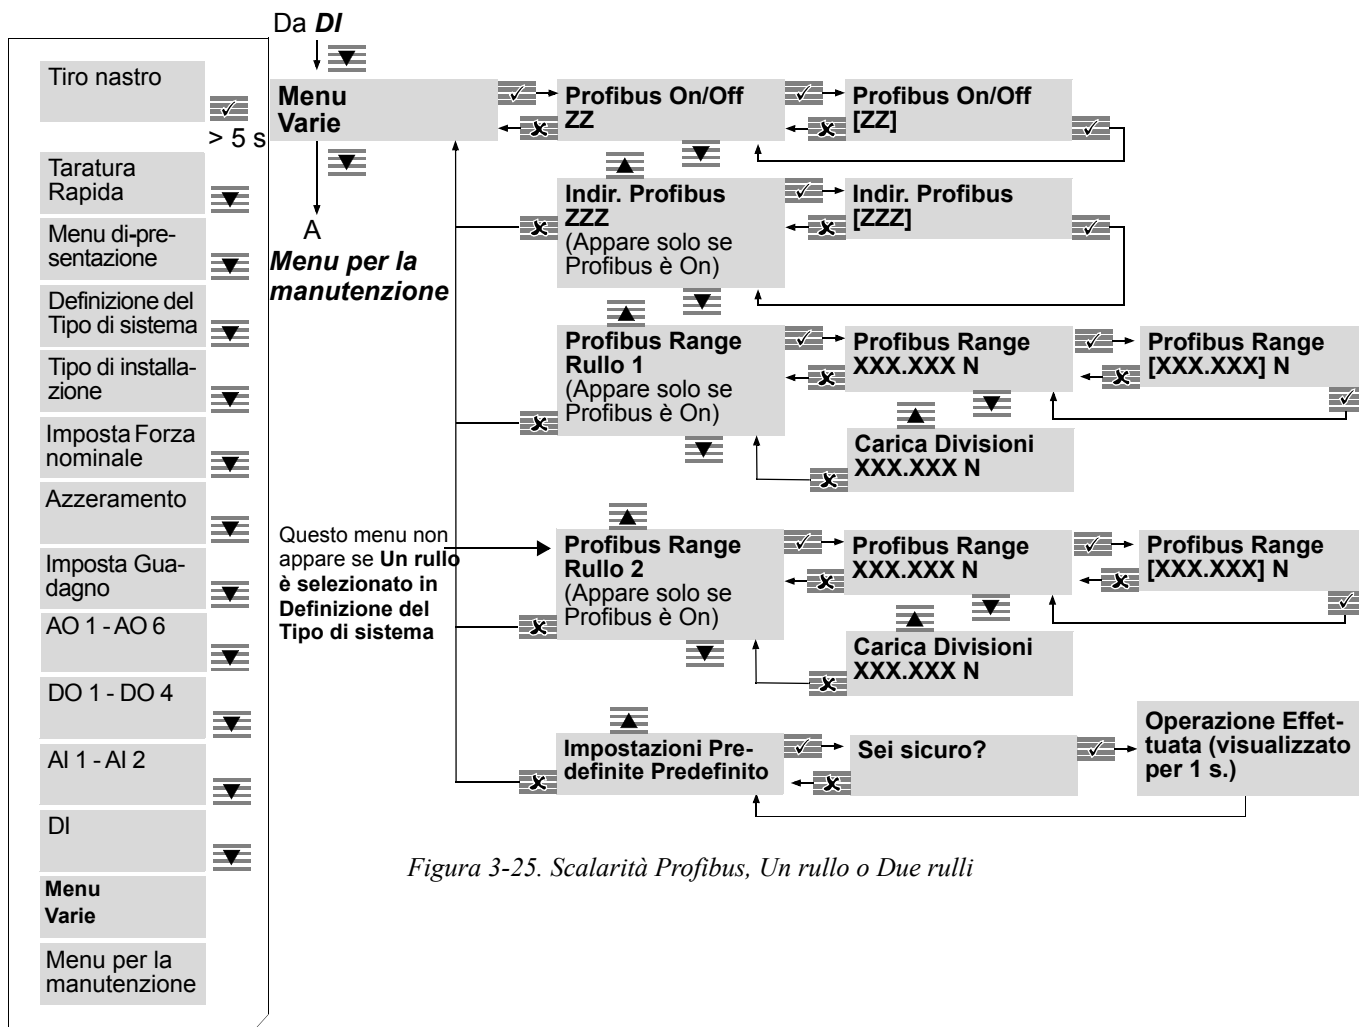 Da DI
Tiro nastro
> 5 s
Taratura
Rapida
Menu di-pre-
sentazione
Definizione del
Tipo di sistema
Tipo di installa-
zione
Imposta Forza
nominale
Azzeramento
Imposta Gua-
dagno
AO 1 - AO 6
DO 1 - DO 4
AI 1 - AI 2
DI
Menu
Varie
Menu per la
manutenzione
Menu
Varie
A
Menu per la
manutenzione
Profibus On/Off
ZZ
Profibus On/Off
[ZZ]
Indir. Profibus
ZZZ
(Appare solo se
Profibus è On)
Indir. Profibus
[ZZZ]
Profibus Range
Rullo 1
(Appare solo se
Profibus è On)
Profibus Range
XXX.XXX N
Profibus Range
[XXX.XXX] N
Carica Divisioni
XXX.XXX N
Questo menu non
appare se Un rullo
è selezionato in
Definizione del
Tipo di sistema
Profibus Range
Rullo 2
(Appare solo se
Profibus è On)
Profibus Range
XXX.XXX N
Profibus Range
[XXX.XXX] N
Carica Divisioni
XXX.XXX N
Impostazioni Pre-
definite Predefinito
Sei sicuro?
Operazione Effet-
tuata (visualizzato
per 1 s.)
Figura 3-25. Scalarità Profibus, Un rullo o Due rulli